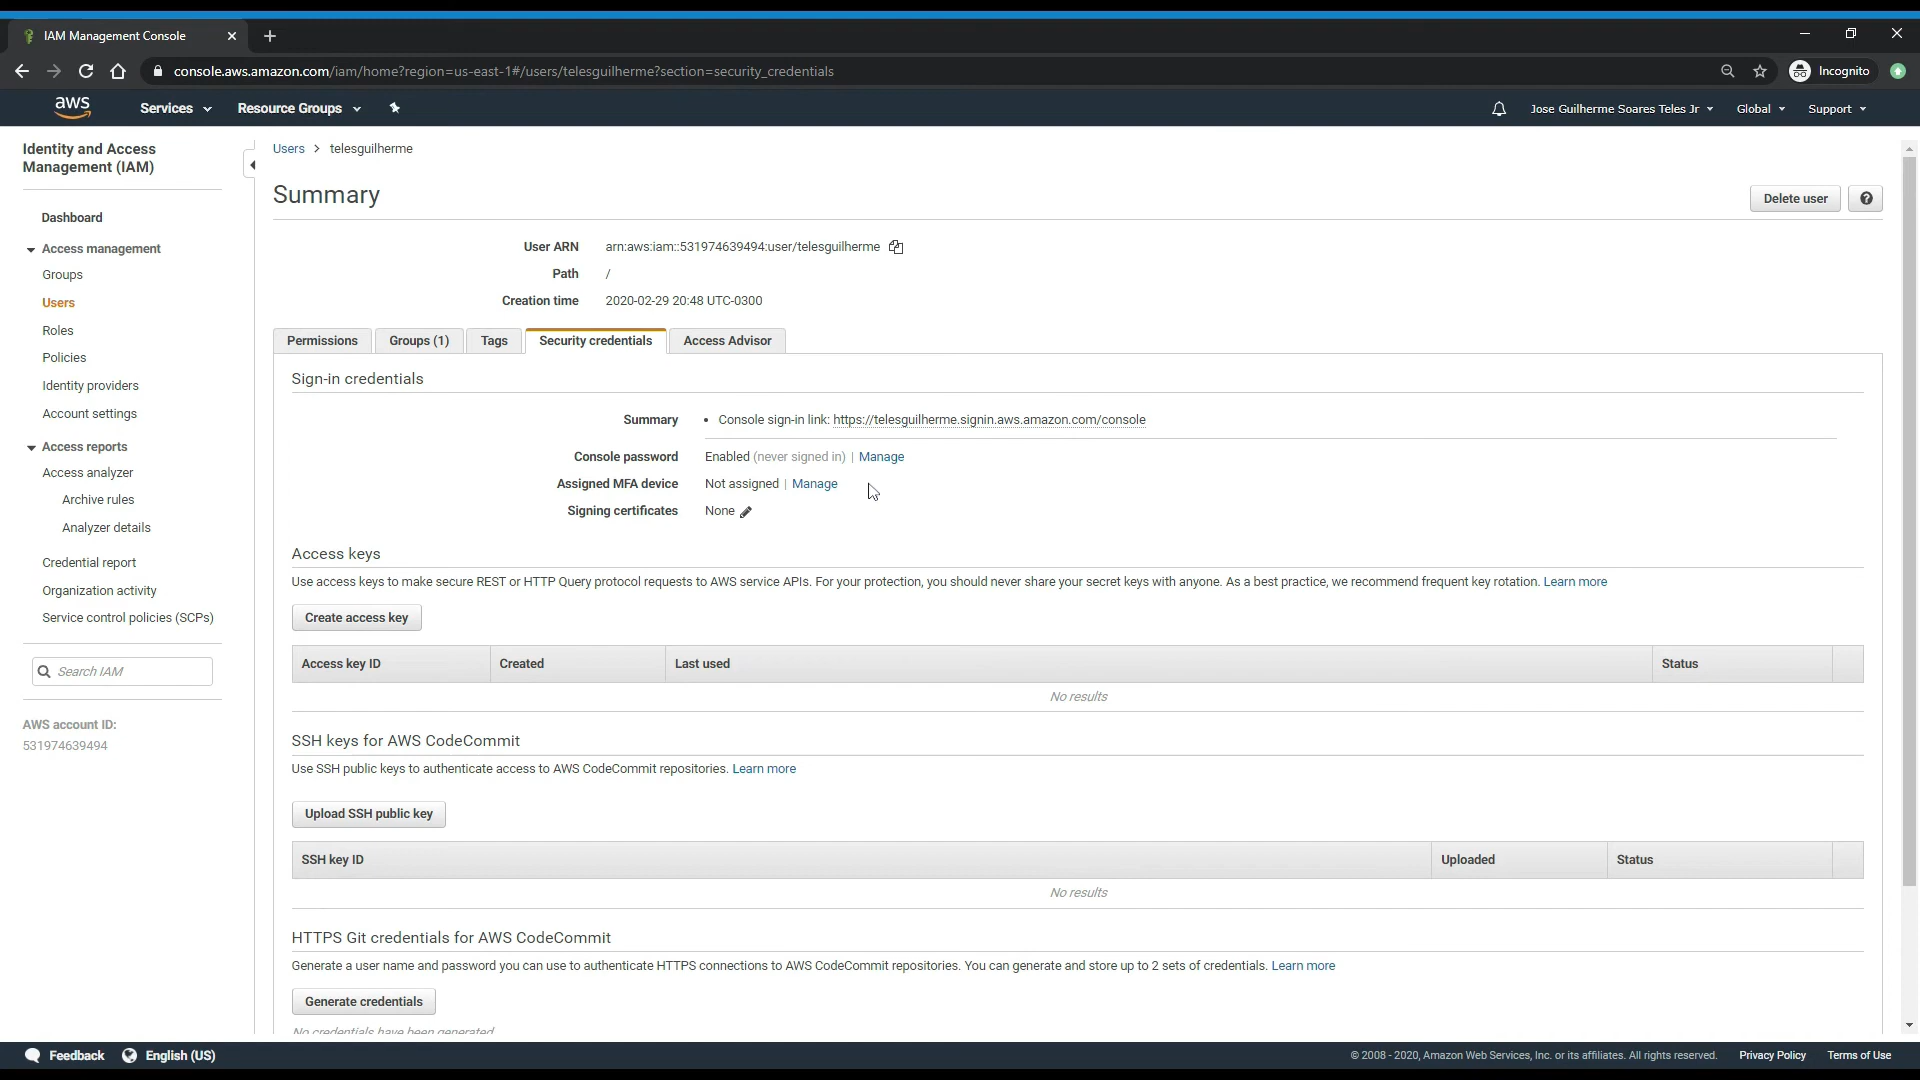 IAM Management Console
console.aws.amazon.com/iam/home?region=us-east-1#/users/telesguilherme?section=security_credentials
Incognito
aws
Services
Resource Groups
Jose Guilherme Soares Teles Jr
Global
Support
Identity and Access
Management (IAM)
Dashboard
Access management
Groups
Users
Roles
Policies
Identity providers
Account settings
Access reports
Access analyzer
Archive rules
Analyzer details
Credential report
Organization activity
Service control policies (SCPs)
Search IAM
AWS account ID:
531974639494
Users > telesguilherme
Summary
Delete user
User ARN arn:aws:iam::531974639494:user/telesguilherme
Path /
Creation time 2020-02-29 20:48 UTC-0300
Permissions Groups (1) Tags Security credentials Access Advisor
Sign-in credentials
Summary • Console sign-in link: https://telesguilherme.signin.aws.amazon.com/console
Console password Enabled (never signed in) | Manage
Assigned MFA device Not assigned | Manage
Signing certificates None
Access keys
Use access keys to make secure REST or HTTP Query protocol requests to AWS service APIs. For your protection, you should never share your secret keys with anyone. As a best practice, we recommend frequent key rotation. Learn more
Create access key
Access key ID Created Last used Status
No results
SSH keys for AWS CodeCommit
Use SSH public keys to authenticate access to AWS CodeCommit repositories. Learn more
Upload SSH public key
SSH key ID Uploaded Status
No results
HTTPS Git credentials for AWS CodeCommit
Generate a user name and password you can use to authenticate HTTPS connections to AWS CodeCommit repositories. You can generate and store up to 2 sets of credentials. Learn more
Generate credentials
No credentials have been generated
Feedback
English (US)
© 2008 - 2020, Amazon Web Services, Inc. or its affiliates. All rights reserved.
Privacy Policy
Terms of Use